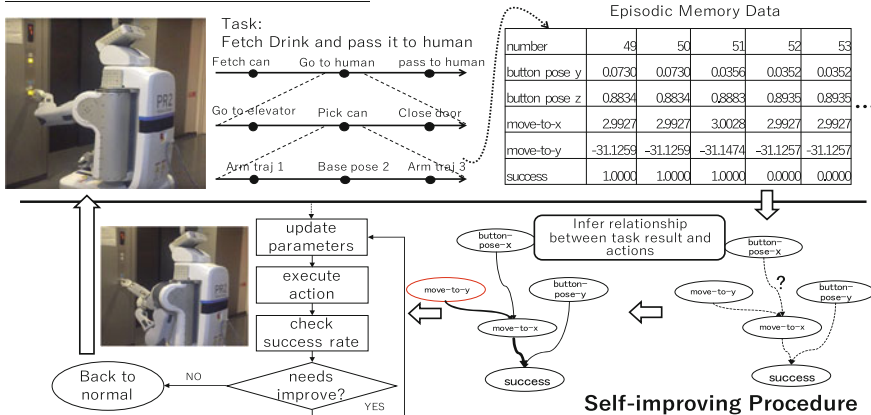 Task:
Fetch Drink and pass it to human
Fetch can
Go to human
pass to human
Go to elevator
Pick can
Close door
Arm traj 1
Base pose 2
Arm traj 3
PR2
Episodic Memory Data
number 49 50 51 52 53
button pose y 0.0730 0.0730 0.0356 0.0352 0.0352
button pose z 0.8834 0.8834 0.8883 0.8935 0.8935
move-to-x 2.9927 2.9927 3.0028 2.9927 2.9927
move-to-y -31.1259 -31.1259 -31.1474 -31.1257 -31.1257
success 1.0000 1.0000 1.0000 0.0000 0.0000
...
update
parameters
execute
action
check
success rate
needs
improve?
NO
YES
Back to
normal
PR2
Infer relationship
between task result and
actions
button-
pose-x
move-to-y
button-
pose-y
move-to-x
success
button-
pose-x
?
move-to-y
button-
pose-y
move-to-x
success
Self-improving Procedure